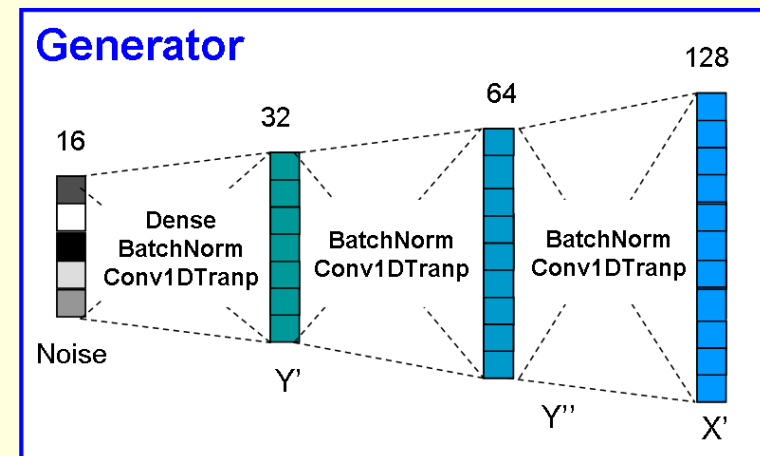 Generator
16
32
64
128
Dense
BatchNorm
Conv1DTranp
BatchNorm
Conv1DTranp
BatchNorm
Conv1DTranp
Noise
Y'
Y''
X'